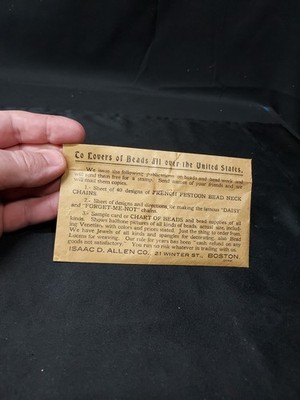 To Lovers of Beads All over the United States.
We have the following on beads and bead work and
will send them free for a stamp. Send names of your friends and we
will send them copies.
1- Sheet of 40 designs of FRENCH FESTOON BEAD NECK
CHAINS.
2- Sheet of designs and directions for making the famous "DAISY
and "FORGET-ME-NOT" chains.
3- Sample card or CHART OF BEADS and bead supplies of all
kinds. Shows halftone pictures of all kinds of beads, actual size, includ-
ing Venetian, with colors and prices stated. Just the thing to order from.
We have Jewels of all kinds and spangles for decorating, also Bead
Looms for weaving. Our rule for years has been "cash refund on any
goods not satisfactory." You run no risk whatever in trading with us.
ISAAC D. ALLEN CO. 21 WINTER ST., BOSTON.